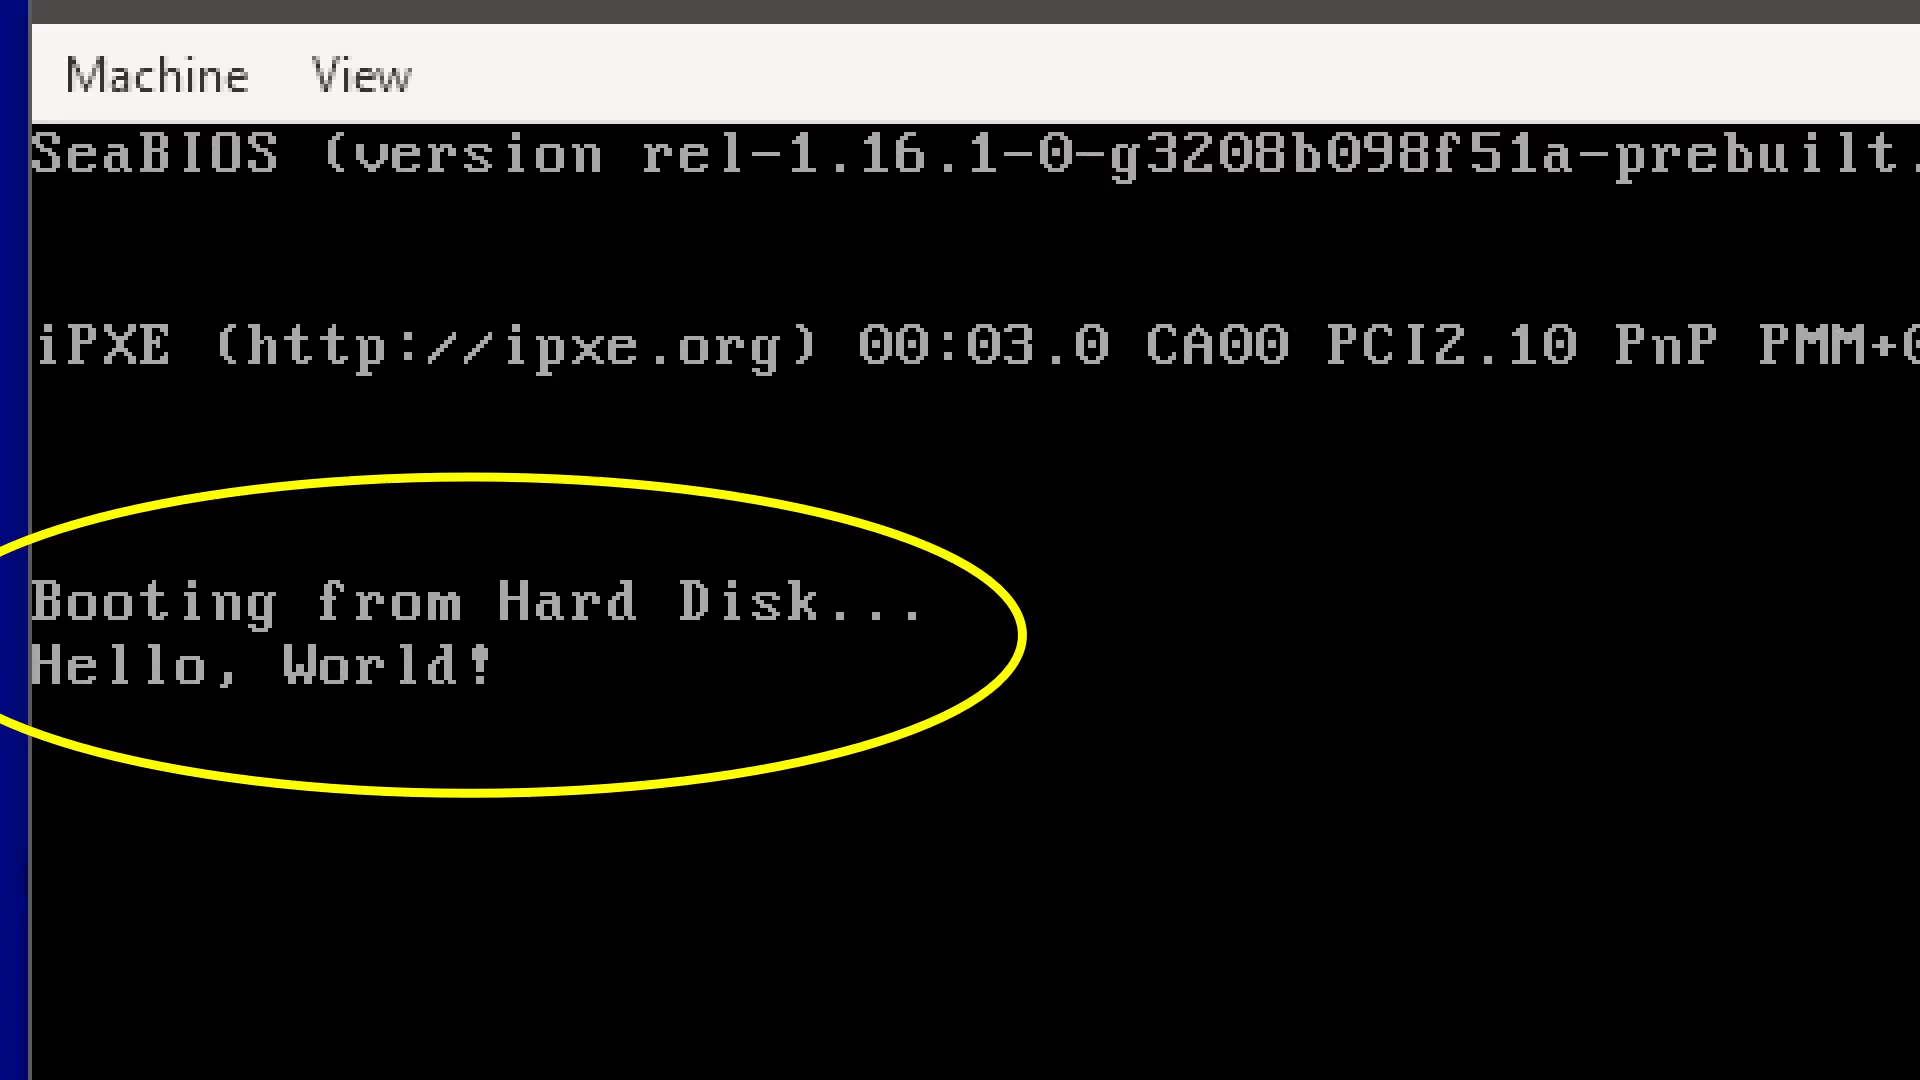 Machine View
SeaBIOS (version rel-1.16.1-0-g3208b098f51a-prebuilt.
iPXE (http://ipxe.org) 00:03.0 CA00 PCI2.10 PnP PMM+0
Booting from Hard Disk...
Hello, World!